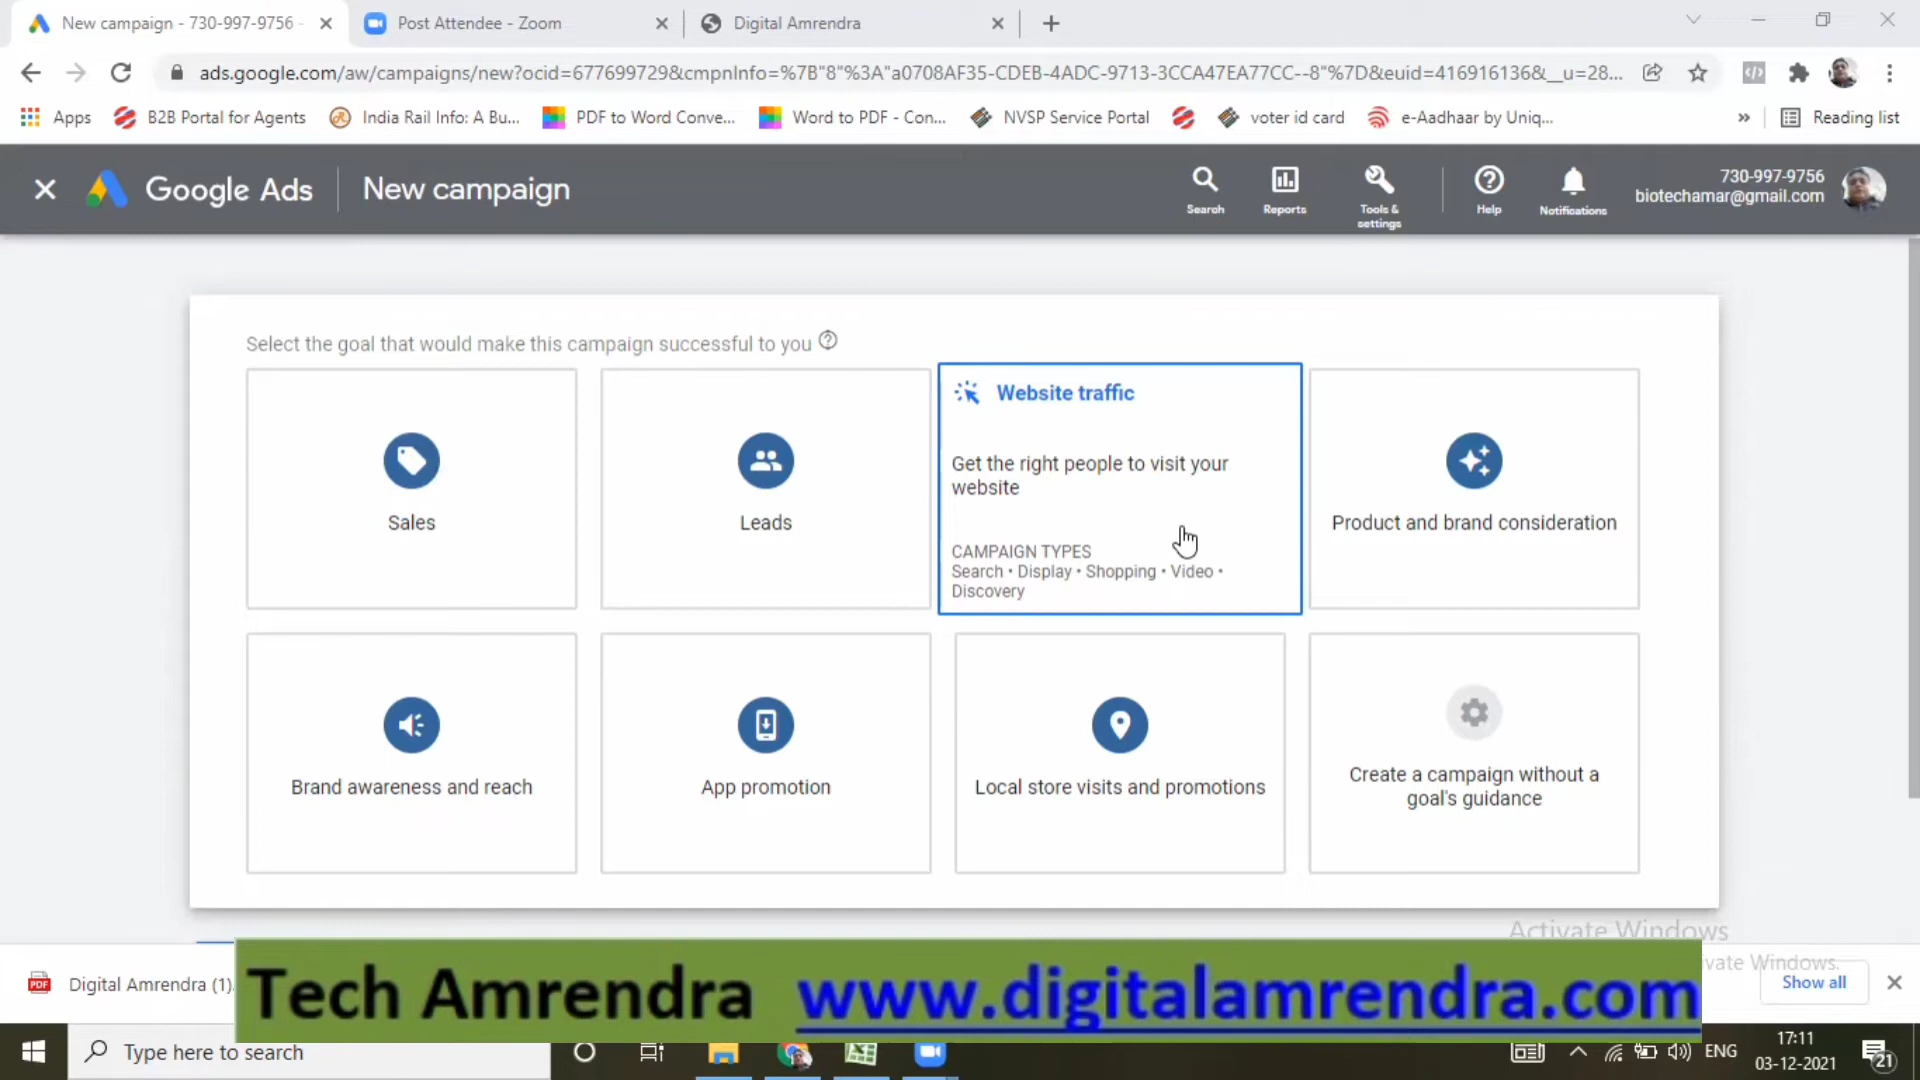 New campaign - 730-997-9756 -
Post Attendee - Zoom
Digital Amrendra
ads.google.com/aw/campaigns/new?ocid=677699729&cmpnInfo=%7B"8"%3A"a0708AF35-CDEB-4ADC-9713-3CCA47EA77CC--8"%7D&euid=416916136&__u=28...
Apps
B2B Portal for Agents
India Rail Info: A Bu...
PDF to Word Conve...
Word to PDF - Con...
NVSP Service Portal
voter id card
e-Aadhaar by Uniq...
»
Reading list
Google Ads
New campaign
Search
Reports
Tools & settings
Help
Notifications
730-997-9756
biotechamar@gmail.com
Select the goal that would make this campaign successful to you
Sales
Leads
Website traffic
Get the right people to visit your
website
CAMPAIGN TYPES
Search • Display • Shopping • Video •
Discovery
Product and brand consideration
Brand awareness and reach
App promotion
Local store visits and promotions
Create a campaign without a
goal's guidance
Activate Windows
PDF
Digital Amrendra (1).
Tech Amrendra www.digitalamrendra.com
Windows.
Show all
Type here to search
ENG
17:11
03-12-2021
21